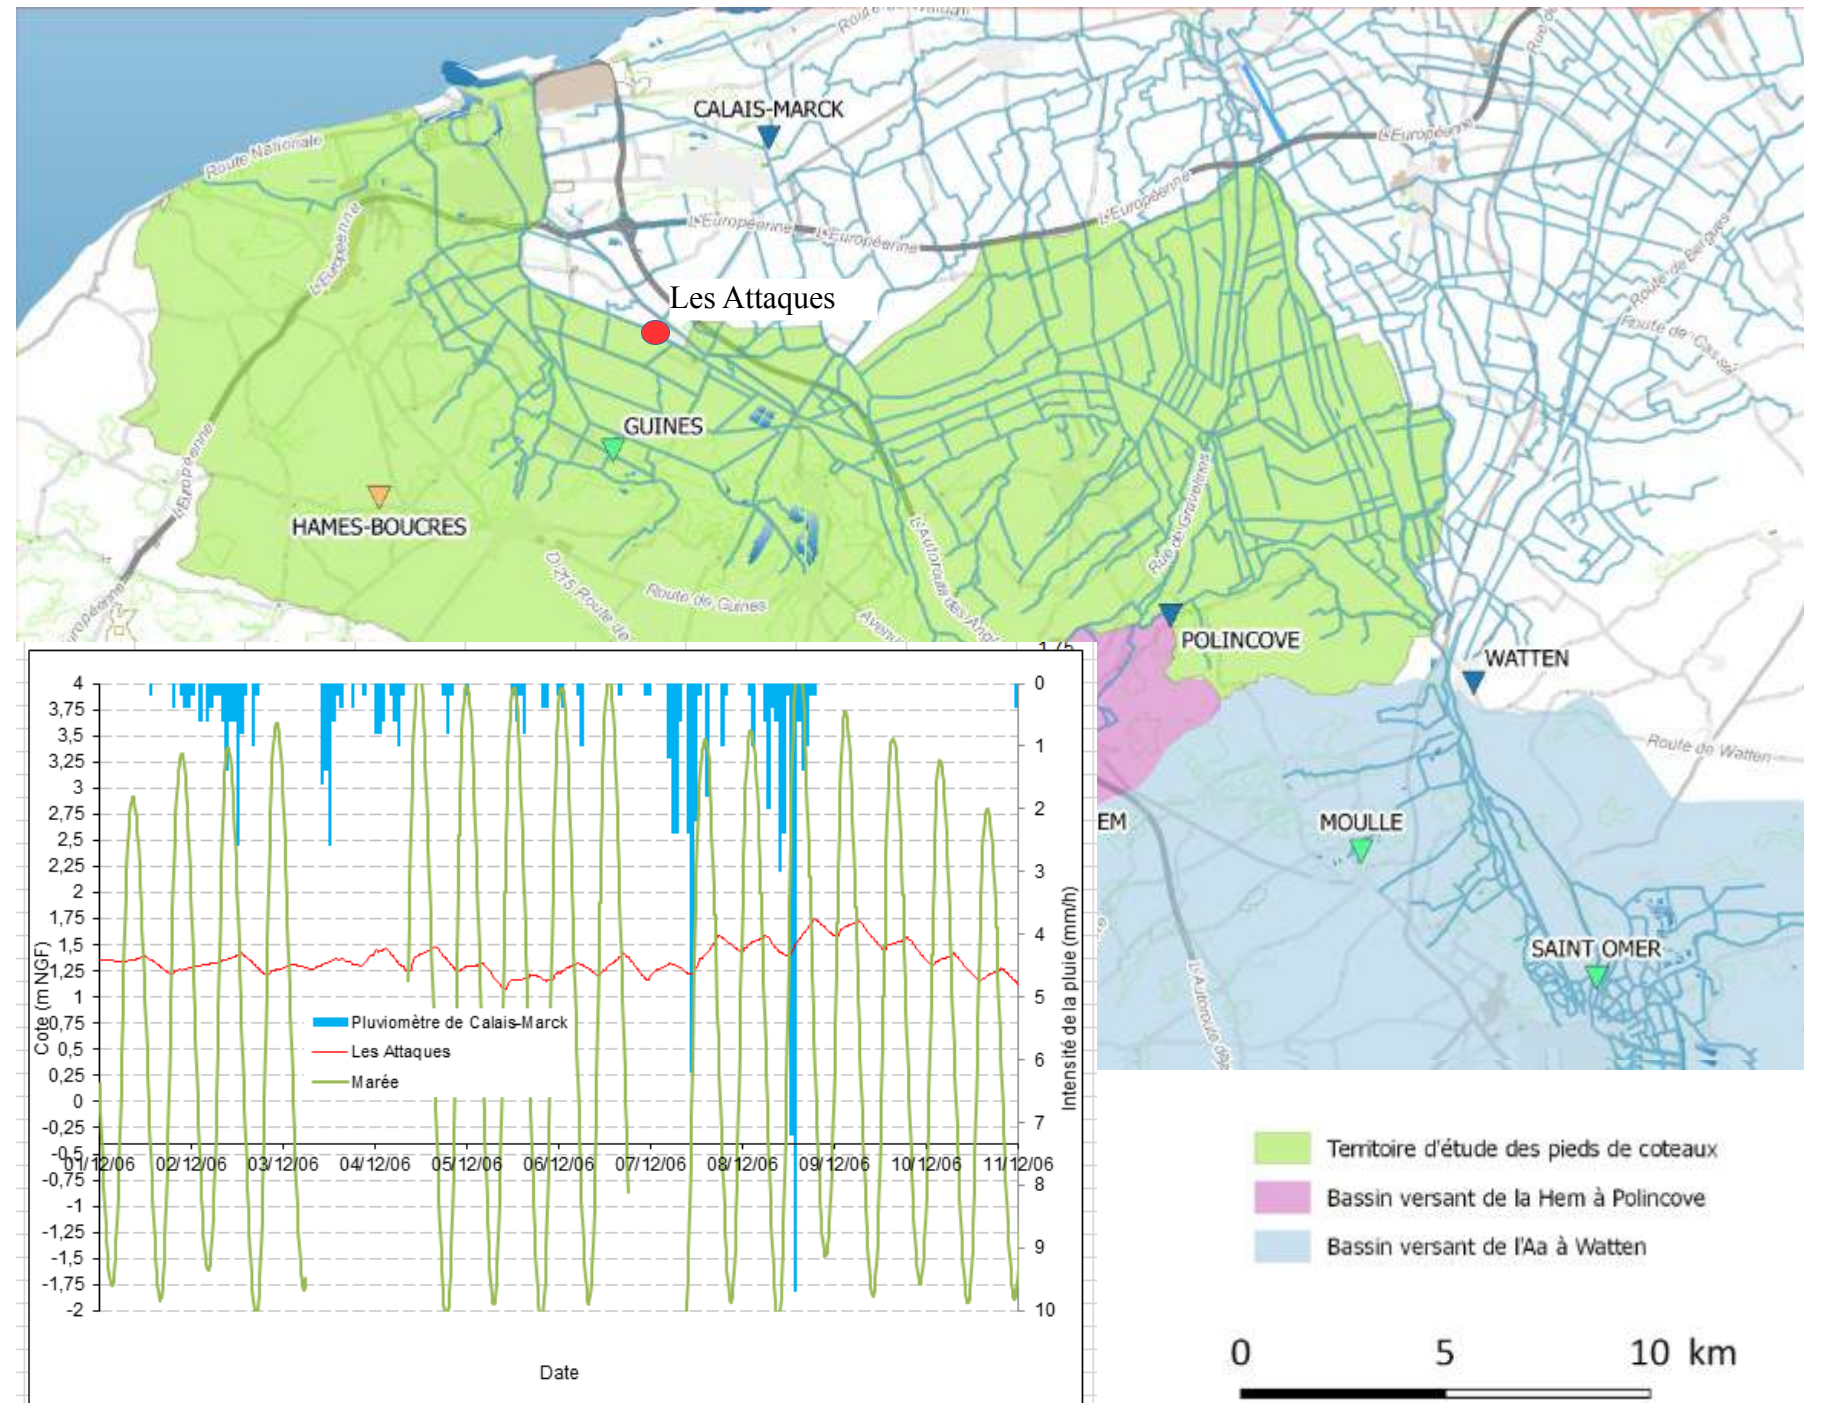 CALAIS-MARCK
Route Nationale
L'Européenne
L'Européenne
L'Européenne
L'Européenne
L'Européenne
L'Européenne
Les Attaques
Route de Bergues
GUINES
HAMES-BOUCRES
L'Européenne
Rue de Gravelines
D 215 Route de
Route de Guines
Avenu
POLINCOVE
WATTEN
Route de Watten
EM
MOULLE
SAINT OMER
L'Autoroute de
1,75
4
3,75
3,5
3,25
3
2,75
2,5
2,25
2
1,75
1,5
1,25
1
0,75
0,5
0,25
0
-0,25
-0,5
-0,75
-1
-1,25
-1,5
-1,75
-2
Cote (m NGF)
0
1
2
3
4
5
6
7
8
9
10
Intensité de la pluie (mm/h)
Pluviomètre de Calais-Marck
Les Attaques
Marée
01/12/06 02/12/06 03/12/06 04/12/06 05/12/06 06/12/06 07/12/06 08/12/06 09/12/06 10/12/06 11/12/06
Date
Territoire d'étude des pieds de coteaux
Bassin versant de la Hem à Polincove
Bassin versant de l'Aa à Watten
0 5 10 km